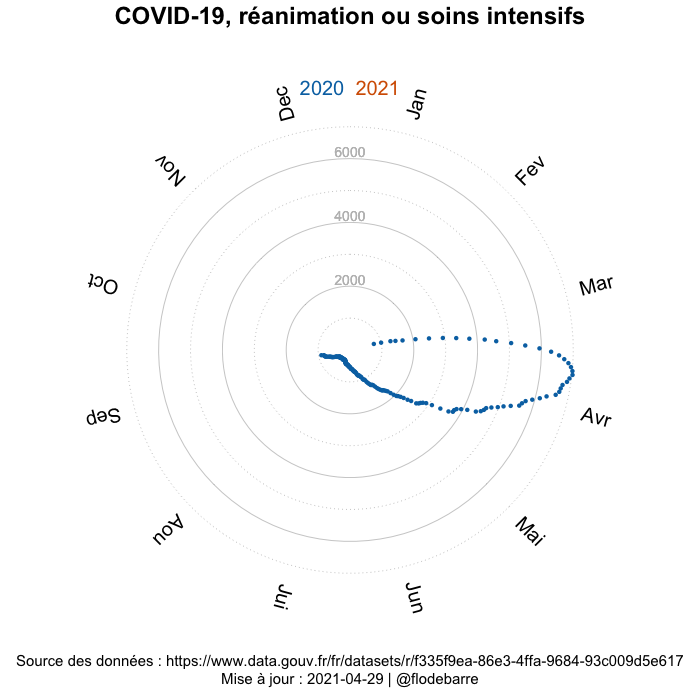 COVID-19, réanimation ou soins intensifs
2020 2021
Dec
Jan
Nov
Fev
6000
4000
Oct
Mar
2000
Sep
Avr
Aou
Mai
Jui
Jun
Source des données : https://www.data.gouv.fr/fr/datasets/r/f335f9ea-86e3-4ffa-9684-93c009d5e617
Mise à jour : 2021-04-29 | @flodebarre